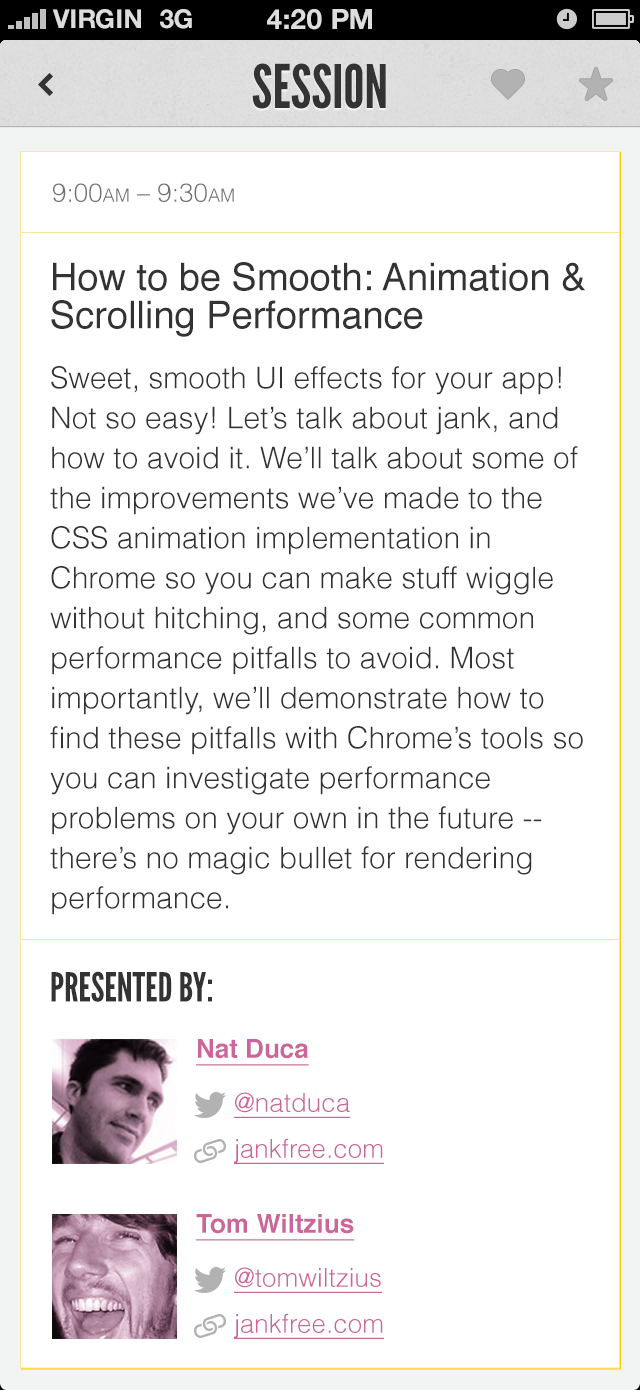 VIRGIN 3G 4:20 PM
SESSION
9:00AM – 9:30AM
How to be Smooth: Animation &
Scrolling Performance
Sweet, smooth UI effects for your app!
Not so easy! Let’s talk about jank, and
how to avoid it. We’ll talk about some of
the improvements we’ve made to the
CSS animation implementation in
Chrome so you can make stuff wiggle
without hitching, and some common
performance pitfalls to avoid. Most
importantly, we’ll demonstrate how to
find these pitfalls with Chrome’s tools so
you can investigate performance
problems on your own in the future --
there’s no magic bullet for rendering
performance.
PRESENTED BY:
Nat Duca
@natduca
jankfree.com
Tom Wiltzius
@tomwiltzius
jankfree.com